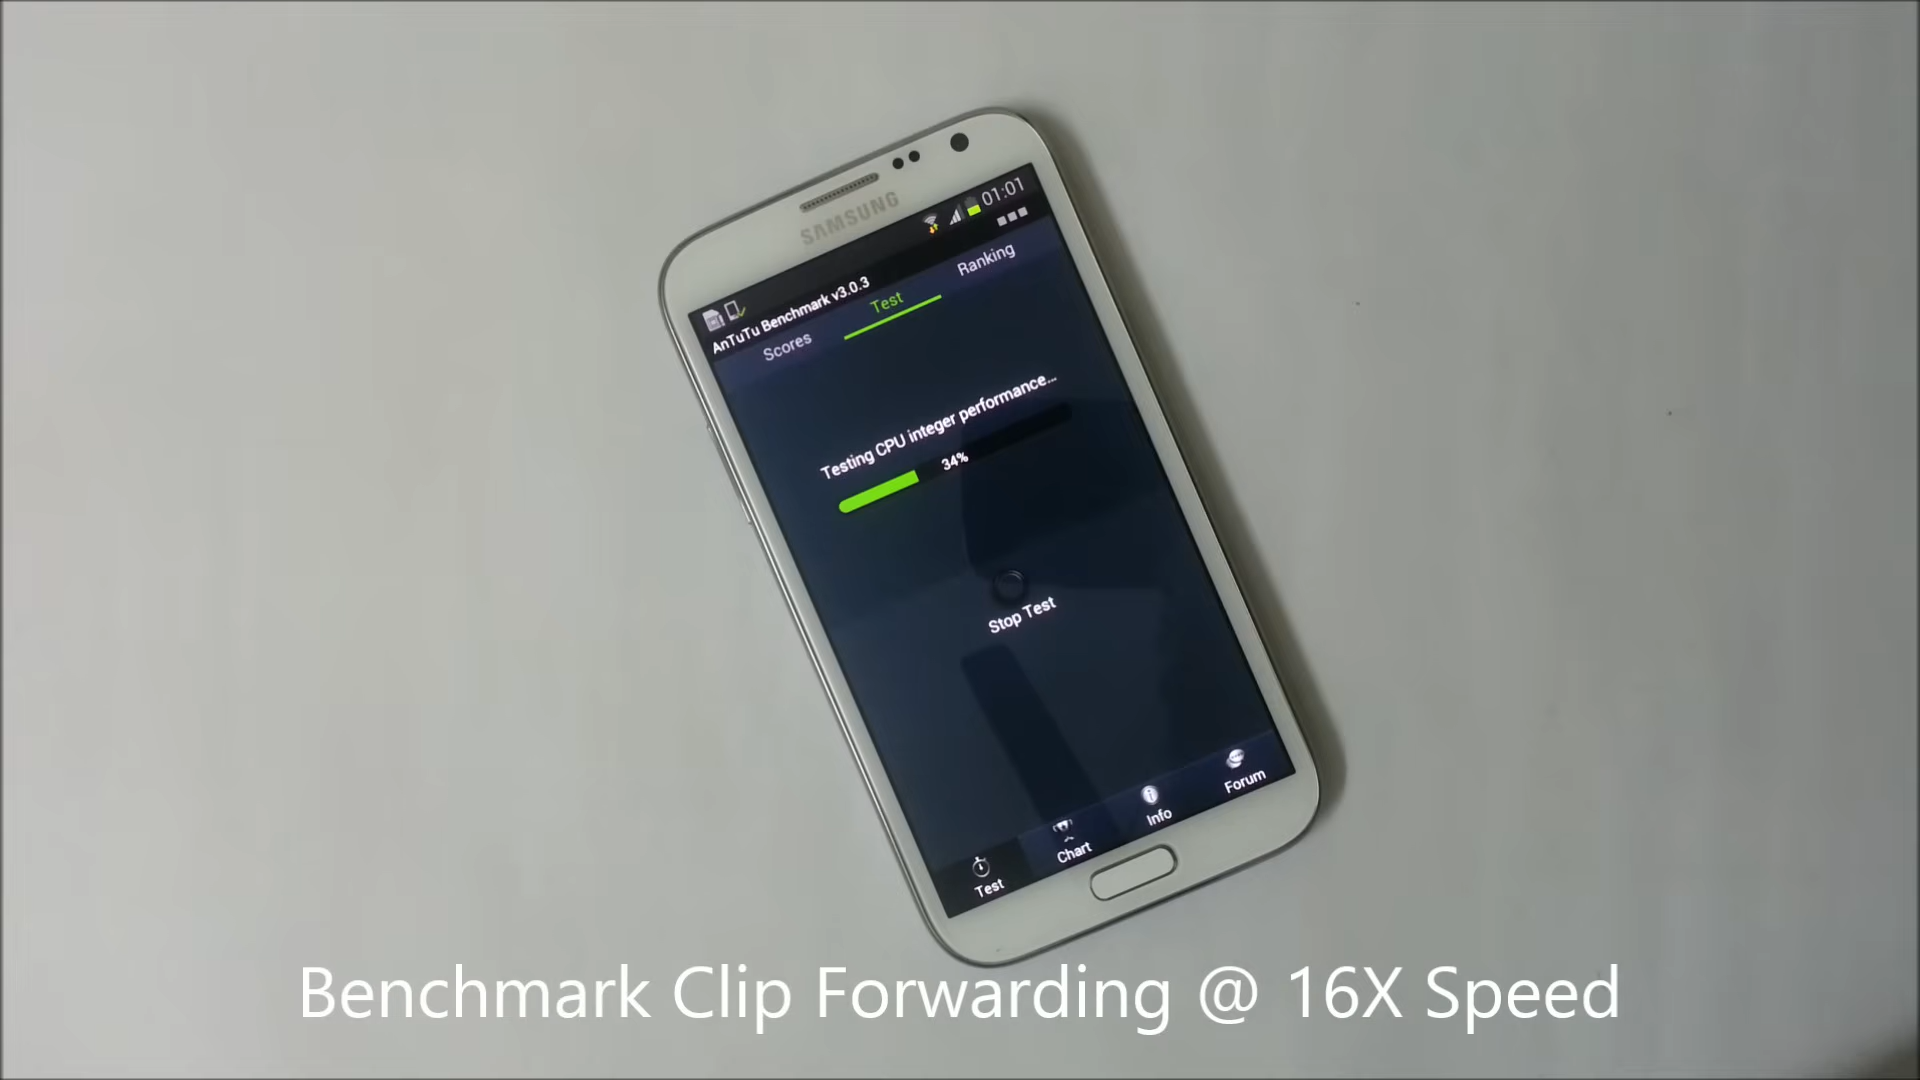 SAMSUNG
01:01
AnTuTu Benchmark v3.0.3
Scores
Test
Ranking
Testing CPU integer performance...
34%
Stop Test
Test
Chart
Info
Forum
Benchmark Clip Forwarding @ 16X Speed